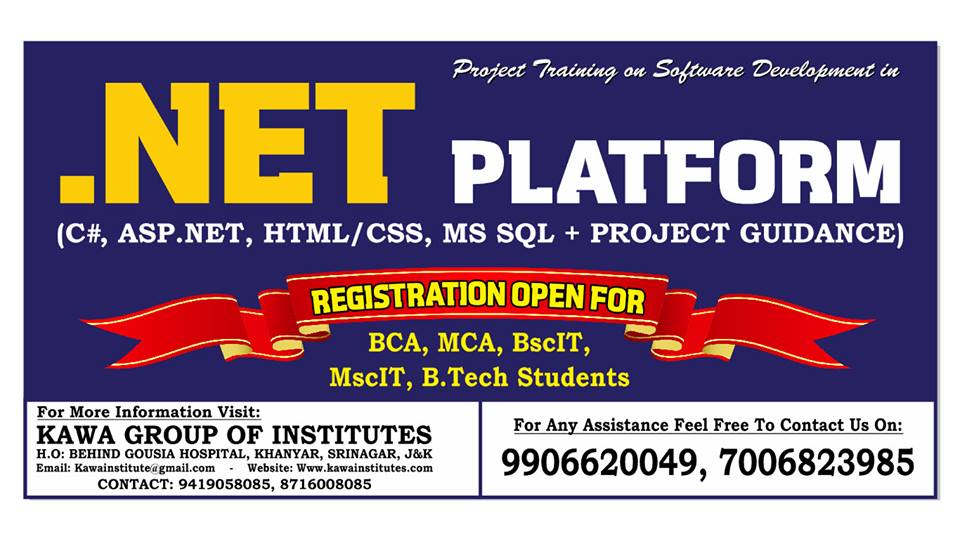 Project Training on Software Development in
.NET PLATFORM
(C#, ASP.NET, HTML/CSS, MS SQL + PROJECT GUIDANCE)
REGISTRATION OPEN FOR
BCA, MCA, BscIT,
MscIT, B.Tech Students
For More Information Visit:
KAWA GROUP OF INSTITUTES
H.O: BEHIND GOUSIA HOSPITAL, KHANYAR, SRINAGAR, J&K
Email: Kawainstitute@gmail.com - Website: Www.kawainstitutes.com
CONTACT: 9419058085, 8716008085
For Any Assistance Feel Free To Contact Us On:
9906620049, 7006823985